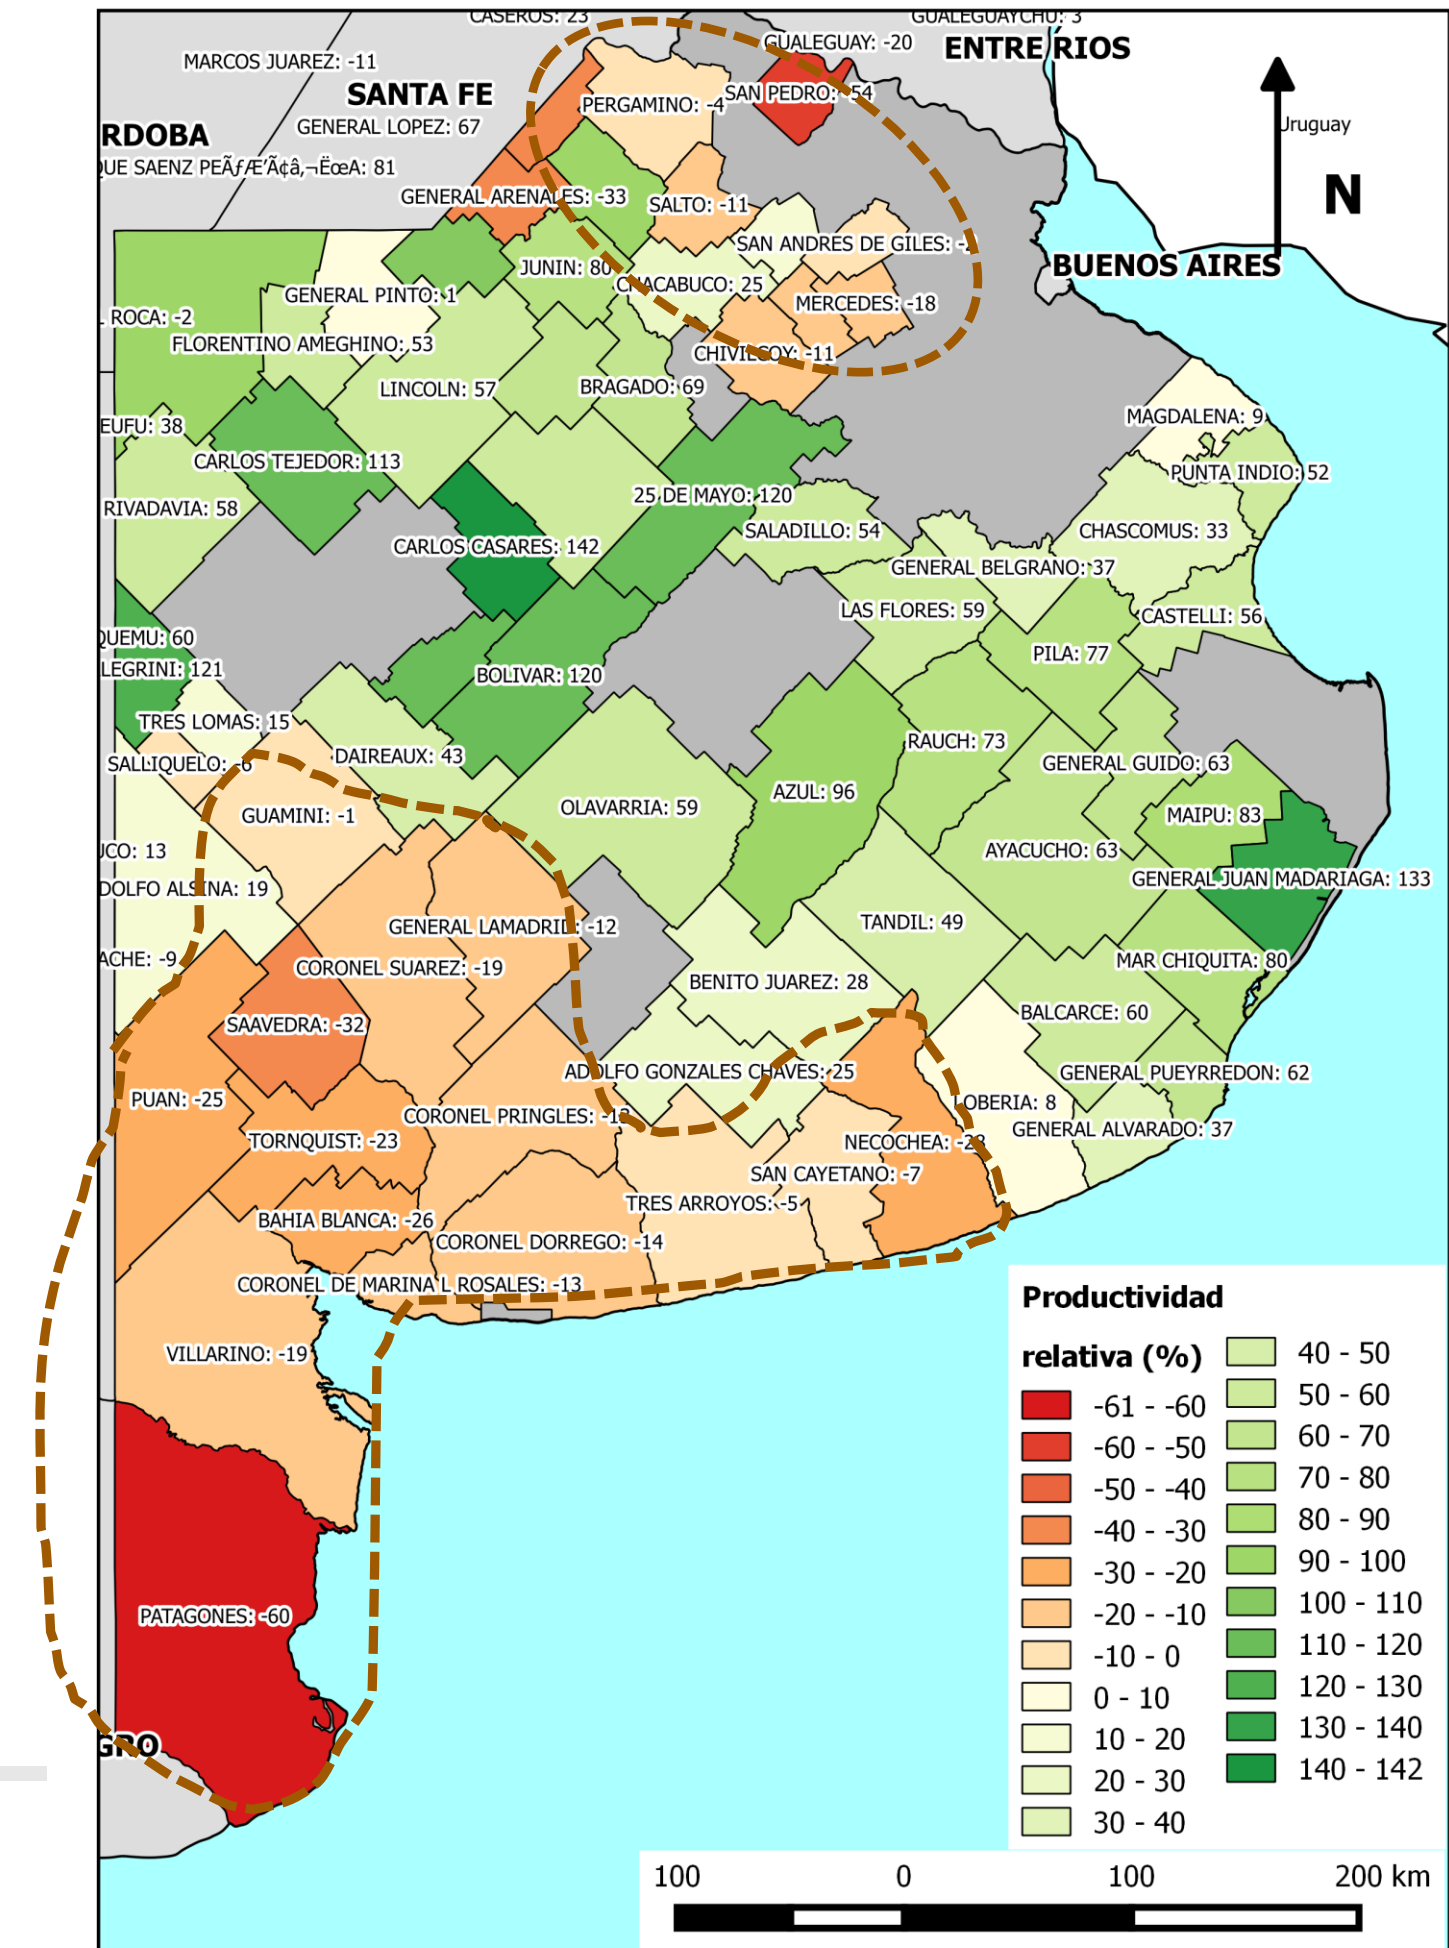 CASEROS: 23
GUALEGUAYCHU: 3
GUALEGUAY: -20
ENTRE RIOS
MARCOS JUAREZ: -11
SANTA FE
PERGAMINO: -4
SAN PEDRO: -54
GENERAL LOPEZ: 67
Uruguay
RDOBA
QUE SAENZ PEÃƒÆ’Ã¢â‚¬ËœA: 81
GENERAL ARENALES: -33
SALTO: -11
N
SAN ANDRES DE GILES: -2
JUNIN: 80
BUENOS AIRES
CHACABUCO: 25
GENERAL PINTO: 1
MERCEDES: -18
L ROCA: -2
FLORENTINO AMEGHINO: 53
CHIVILCOY: -11
LINCOLN: 57
BRAGADO: 69
MAGDALENA: 9
EUFU: 38
CARLOS TEJEDOR: 113
PUNTA INDIO: 52
25 DE MAYO: 120
RIVADAVIA: 58
SALADILLO: 54
CHASCOMUS: 33
CARLOS CASARES: 142
GENERAL BELGRANO: 37
LAS FLORES: 59
CASTELLI: 56
QUEMU: 60
PILA: 77
LLEGRINI: 121
BOLIVAR: 120
TRES LOMAS: 15
RAUCH: 73
DAIREAUX: 43
SALLIQUELO: -6
GENERAL GUIDO: 63
AZUL: 96
OLAVARRIA: 59
GUAMINI: -1
MAIPU: 83
UCO: 13
AYACUCHO: 63
DOLFO ALSINA: 19
GENERAL JUAN MADARIAGA: 133
GENERAL LAMADRID: -12
TANDIL: 49
ACHE: -9
CORONEL SUAREZ: -19
MAR CHIQUITA: 80
BENITO JUAREZ: 28
SAAVEDRA: -32
BALCARCE: 60
ADOLFO GONZALES CHAVES: 25
GENERAL PUEYRREDON: 62
PUAN: -25
LOBERIA: 8
CORONEL PRINGLES: -13
GENERAL ALVARADO: 37
TORNQUIST: -23
NECOCHEA: -28
SAN CAYETANO: -7
TRES ARROYOS: -5
BAHIA BLANCA: -26
CORONEL DORREGO: -14
CORONEL DE MARINA L ROSALES: -13
VILLARINO: -19
PATAGONES: -60
GRO
Productividad
relativa (%)
-61 - -60
-60 - -50
-50 - -40
-40 - -30
-30 - -20
-20 - -10
-10 - 0
0 - 10
10 - 20
20 - 30
30 - 40
40 - 50
50 - 60
60 - 70
70 - 80
80 - 90
90 - 100
100 - 110
110 - 120
120 - 130
130 - 140
140 - 142
100 0 100 200 km